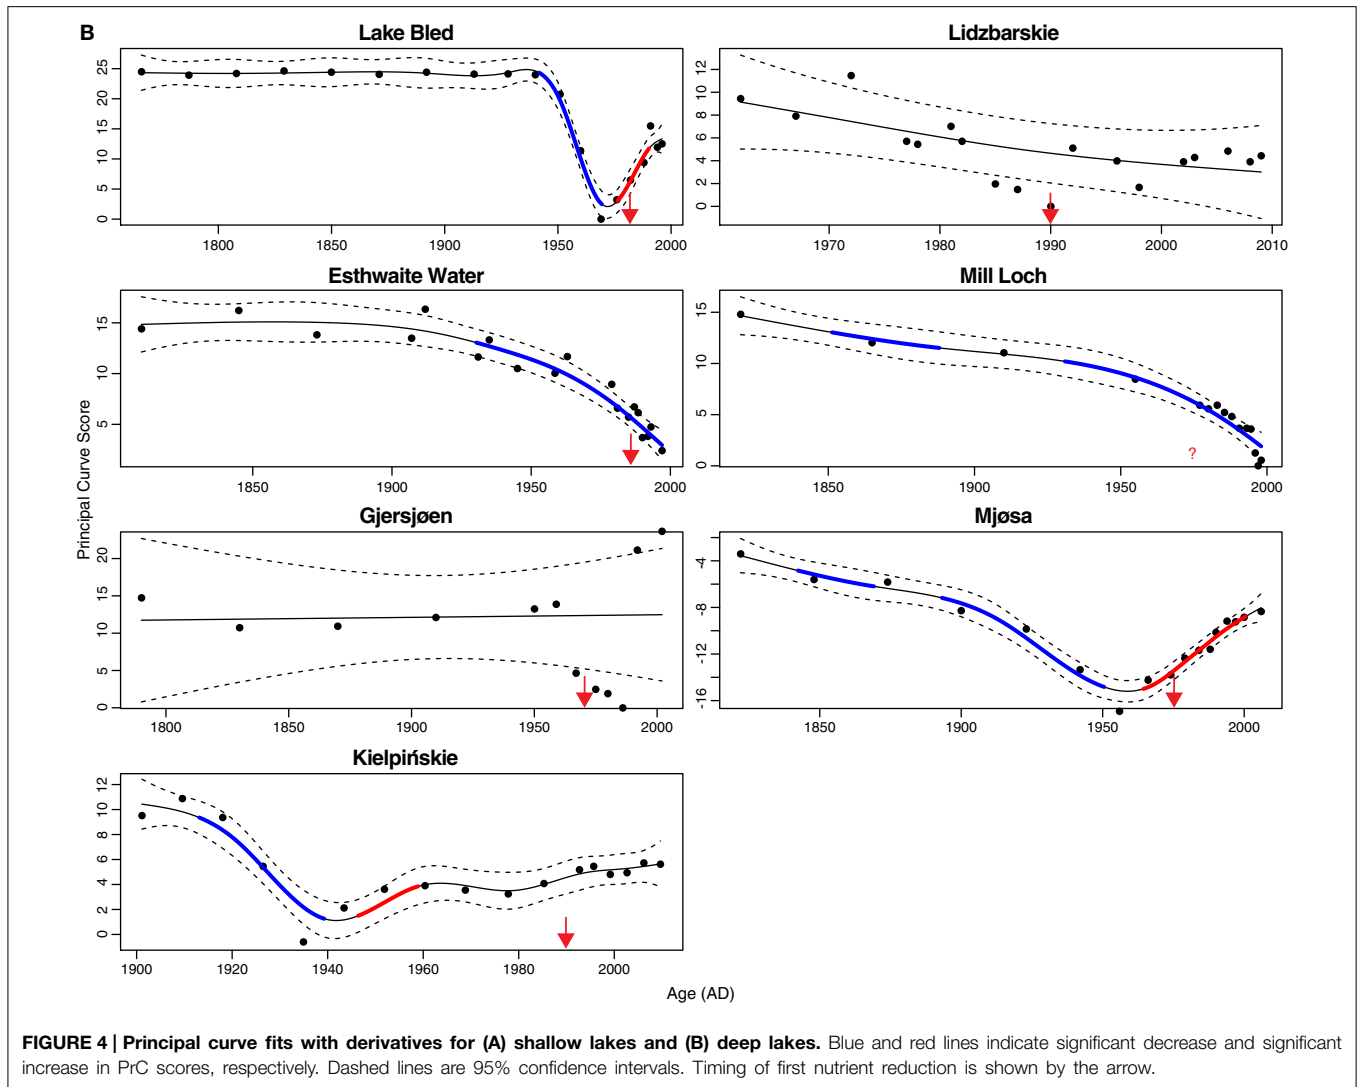 B
Lake Bled
0 5 10 15 20 25
1800 1850 1900 1950 2000
Lidzbarskie
0 2 4 6 8 10 12
1970 1980 1990 2000 2010
Esthwaite Water
5 10 15
1850 1900 1950 2000
Mill Loch
0 5 10 15
?
1850 1900 1950 2000
Principal Curve Score
Gjersjøen
0 5 10 15 20
1800 1850 1900 1950 2000
Mjøsa
-16 -12 -8 -4
1850 1900 1950 2000
Kielpińskie
0 2 4 6 8 10 12
1900 1920 1940 1960 1980 2000
Age (AD)
FIGURE 4 | Principal curve fits with derivatives for (A) shallow lakes and (B) deep lakes. Blue and red lines indicate significant decrease and significant
increase in PrC scores, respectively. Dashed lines are 95% confidence intervals. Timing of first nutrient reduction is shown by the arrow.